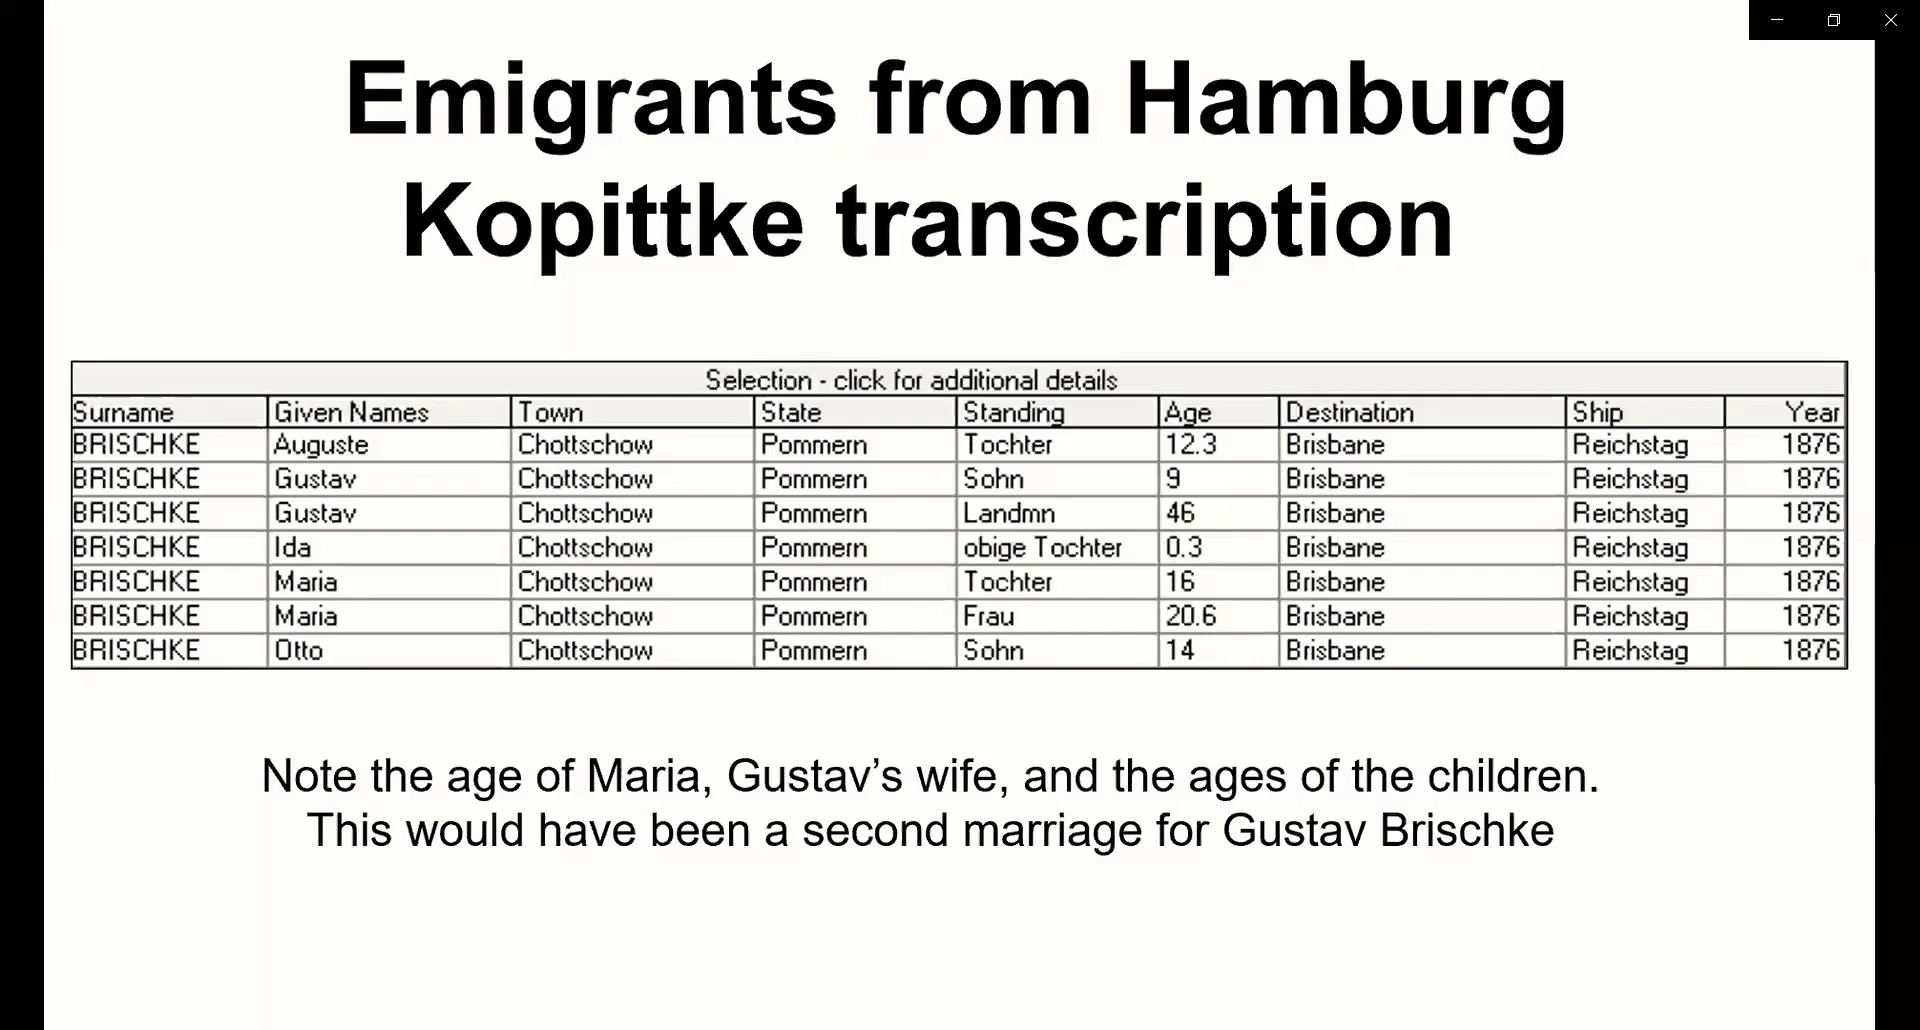 Emigrants from Hamburg
Kopittke transcription
Selection - click for additional details
Surname Given Names Town State Standing Age Destination Ship Year
BRISCHKE Auguste Chottschow Pommern Tochter 12.3 Brisbane Reichstag 1876
BRISCHKE Gustav Chottschow Pommern Sohn 9 Brisbane Reichstag 1876
BRISCHKE Gustav Chottschow Pommern Landmn 46 Brisbane Reichstag 1876
BRISCHKE Ida Chottschow Pommern obige Tochter 0.3 Brisbane Reichstag 1876
BRISCHKE Maria Chottschow Pommern Tochter 16 Brisbane Reichstag 1876
BRISCHKE Maria Chottschow Pommern Frau 20.6 Brisbane Reichstag 1876
BRISCHKE Otto Chottschow Pommern Sohn 14 Brisbane Reichstag 1876
Note the age of Maria, Gustav’s wife, and the ages of the children.
This would have been a second marriage for Gustav Brischke